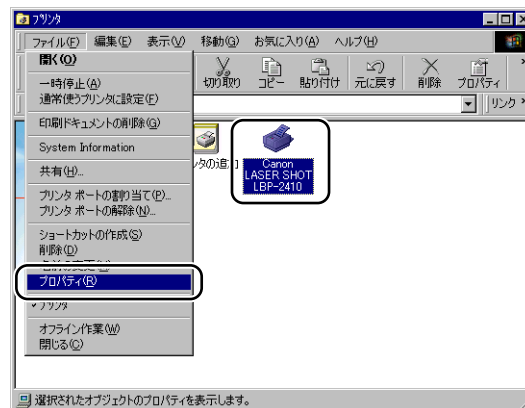 プリンタ
ファイル(F) 編集(E) 表示(V) 移動(G) お気に入り(A) ヘルプ(H)
切り取り コピー 貼り付け 元に戻す 削除 プロパティ
リンク
開く(O)
一時停止(A)
通常使うプリンタに設定(F)
印刷ドキュメントの削除(G)
System Information
共有(H)...
プリンタ ポートの割り当て(P)...
プリンタ ポートの解除(N)...
ショートカットの作成(S)
削除(D)
プロパティ(R)
プリンタ
オフライン作業(W)
閉じる(C)
Canon
LASER SHOT
LBP-2410
選択されたオブジェクトのプロパティを表示します。